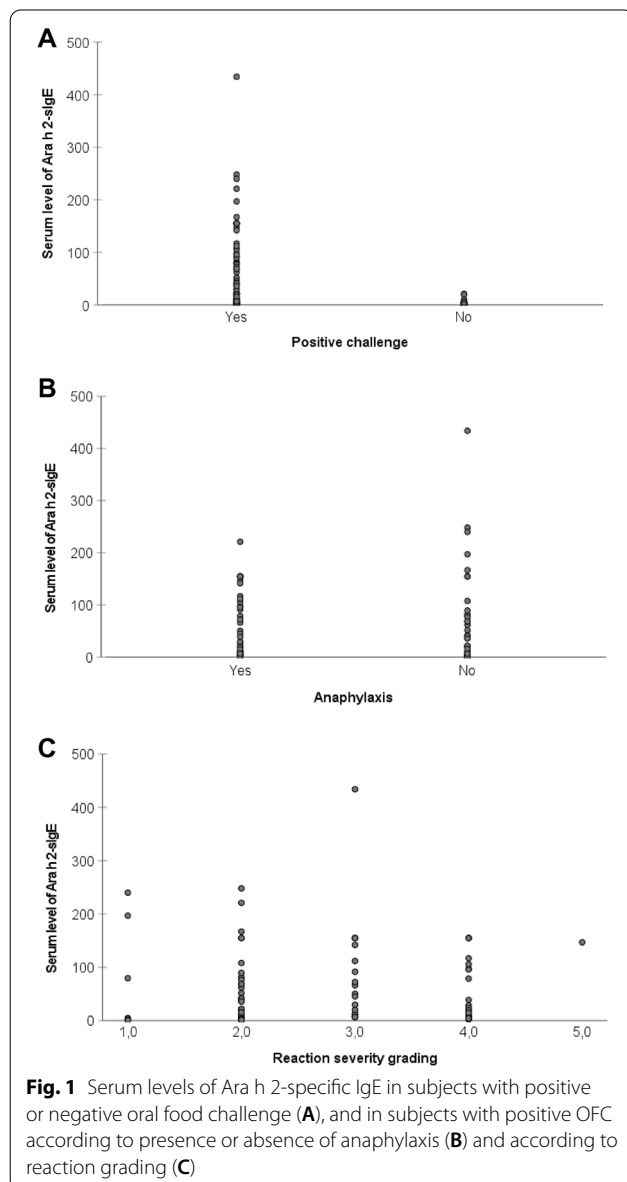 A
500
400
300
200
100
0
Serum level of Ara h 2-sIgE
Yes No
Positive challenge
B
500
400
300
200
100
0
Serum level of Ara h 2-sIgE
Yes No
Anaphylaxis
C
500
400
300
200
100
0
Serum level of Ara h 2-sIgE
1,0 2,0 3,0 4,0 5,0
Reaction severity grading
Fig. 1 Serum levels of Ara h 2-specific IgE in subjects with positive
or negative oral food challenge (A), and in subjects with positive OFC
according to presence or absence of anaphylaxis (B) and according to
reaction grading (C)